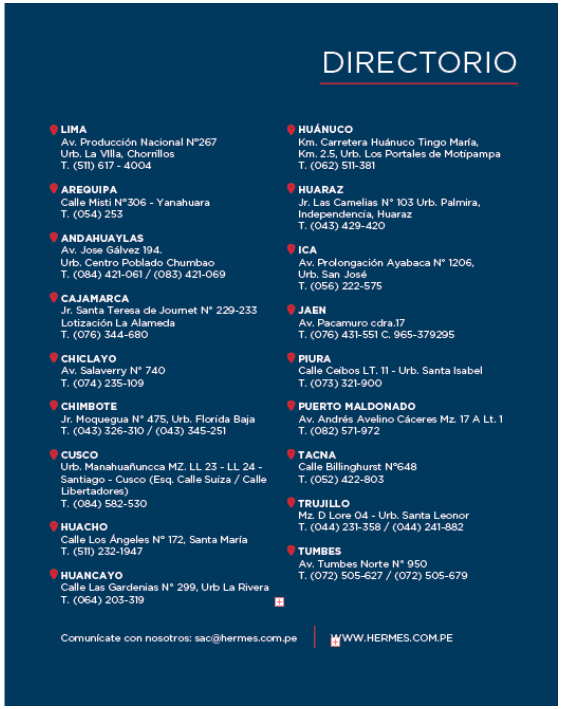 DIRECTORIO
LIMA
Av. Producción Nacional N°267
Urb. La VIlla, Chorrillos
T. (511) 617 - 4004
AREQUIPA
Calle Misti N°306 - Yanahuara
T. (054) 253
ANDAHUAYLAS
Av. Jose Gálvez 194.
Urb. Centro Poblado Chumbao
T. (084) 421-061 / (083) 421-069
CAJAMARCA
Jr. Santa Teresa de Journet N° 229-233
Lotización La Alameda
T. (076) 344-680
CHICLAYO
Av. Salaverry N° 740
T. (074) 235-109
CHIMBOTE
Jr. Moquegua N° 475, Urb. Florida Baja
T. (043) 326-310 / (043) 345-251
CUSCO
Urb. Manahuañuncca MZ. LL 23 - LL 24 -
Santiago - Cusco (Esq. Calle Suíza / Calle
Libertadores)
T. (084) 582-530
HUACHO
Calle Los Ángeles N° 172, Santa María
T. (511) 232-1947
HUANCAYO
Calle Las Gardenias N° 299, Urb La Rivera
T. (064) 203-319
HUÁNUCO
Km. Carretera Huánuco Tingo María,
Km. 2.5, Urb. Los Portales de Motipampa
T. (062) 511-381
HUARAZ
Jr. Las Camelias N° 103 Urb. Palmira,
Independencia, Huaraz
T. (043) 429-420
ICA
Av. Prolongación Ayabaca N° 1206,
Urb. San José
T. (056) 222-575
JAEN
Av. Pacamuro cdra.17
T. (076) 431-551 C. 965-379295
PIURA
Calle Ceibos LT. 11 - Urb. Santa Isabel
T. (073) 321-900
PUERTO MALDONADO
Av. Andrés Avelino Cáceres Mz. 17 A Lt. 1
T. (082) 571-972
TACNA
Calle Billinghurst N°648
T. (052) 422-803
TRUJILLO
Mz. D Lore 04 - Urb. Santa Leonor
T. (044) 231-358 / (044) 241-882
TUMBES
Av. Tumbes Norte N° 950
T. (072) 505-627 / (072) 505-679
Comunícate con nosotros: sac@hermes.com.pe
WWW.HERMES.COM.PE